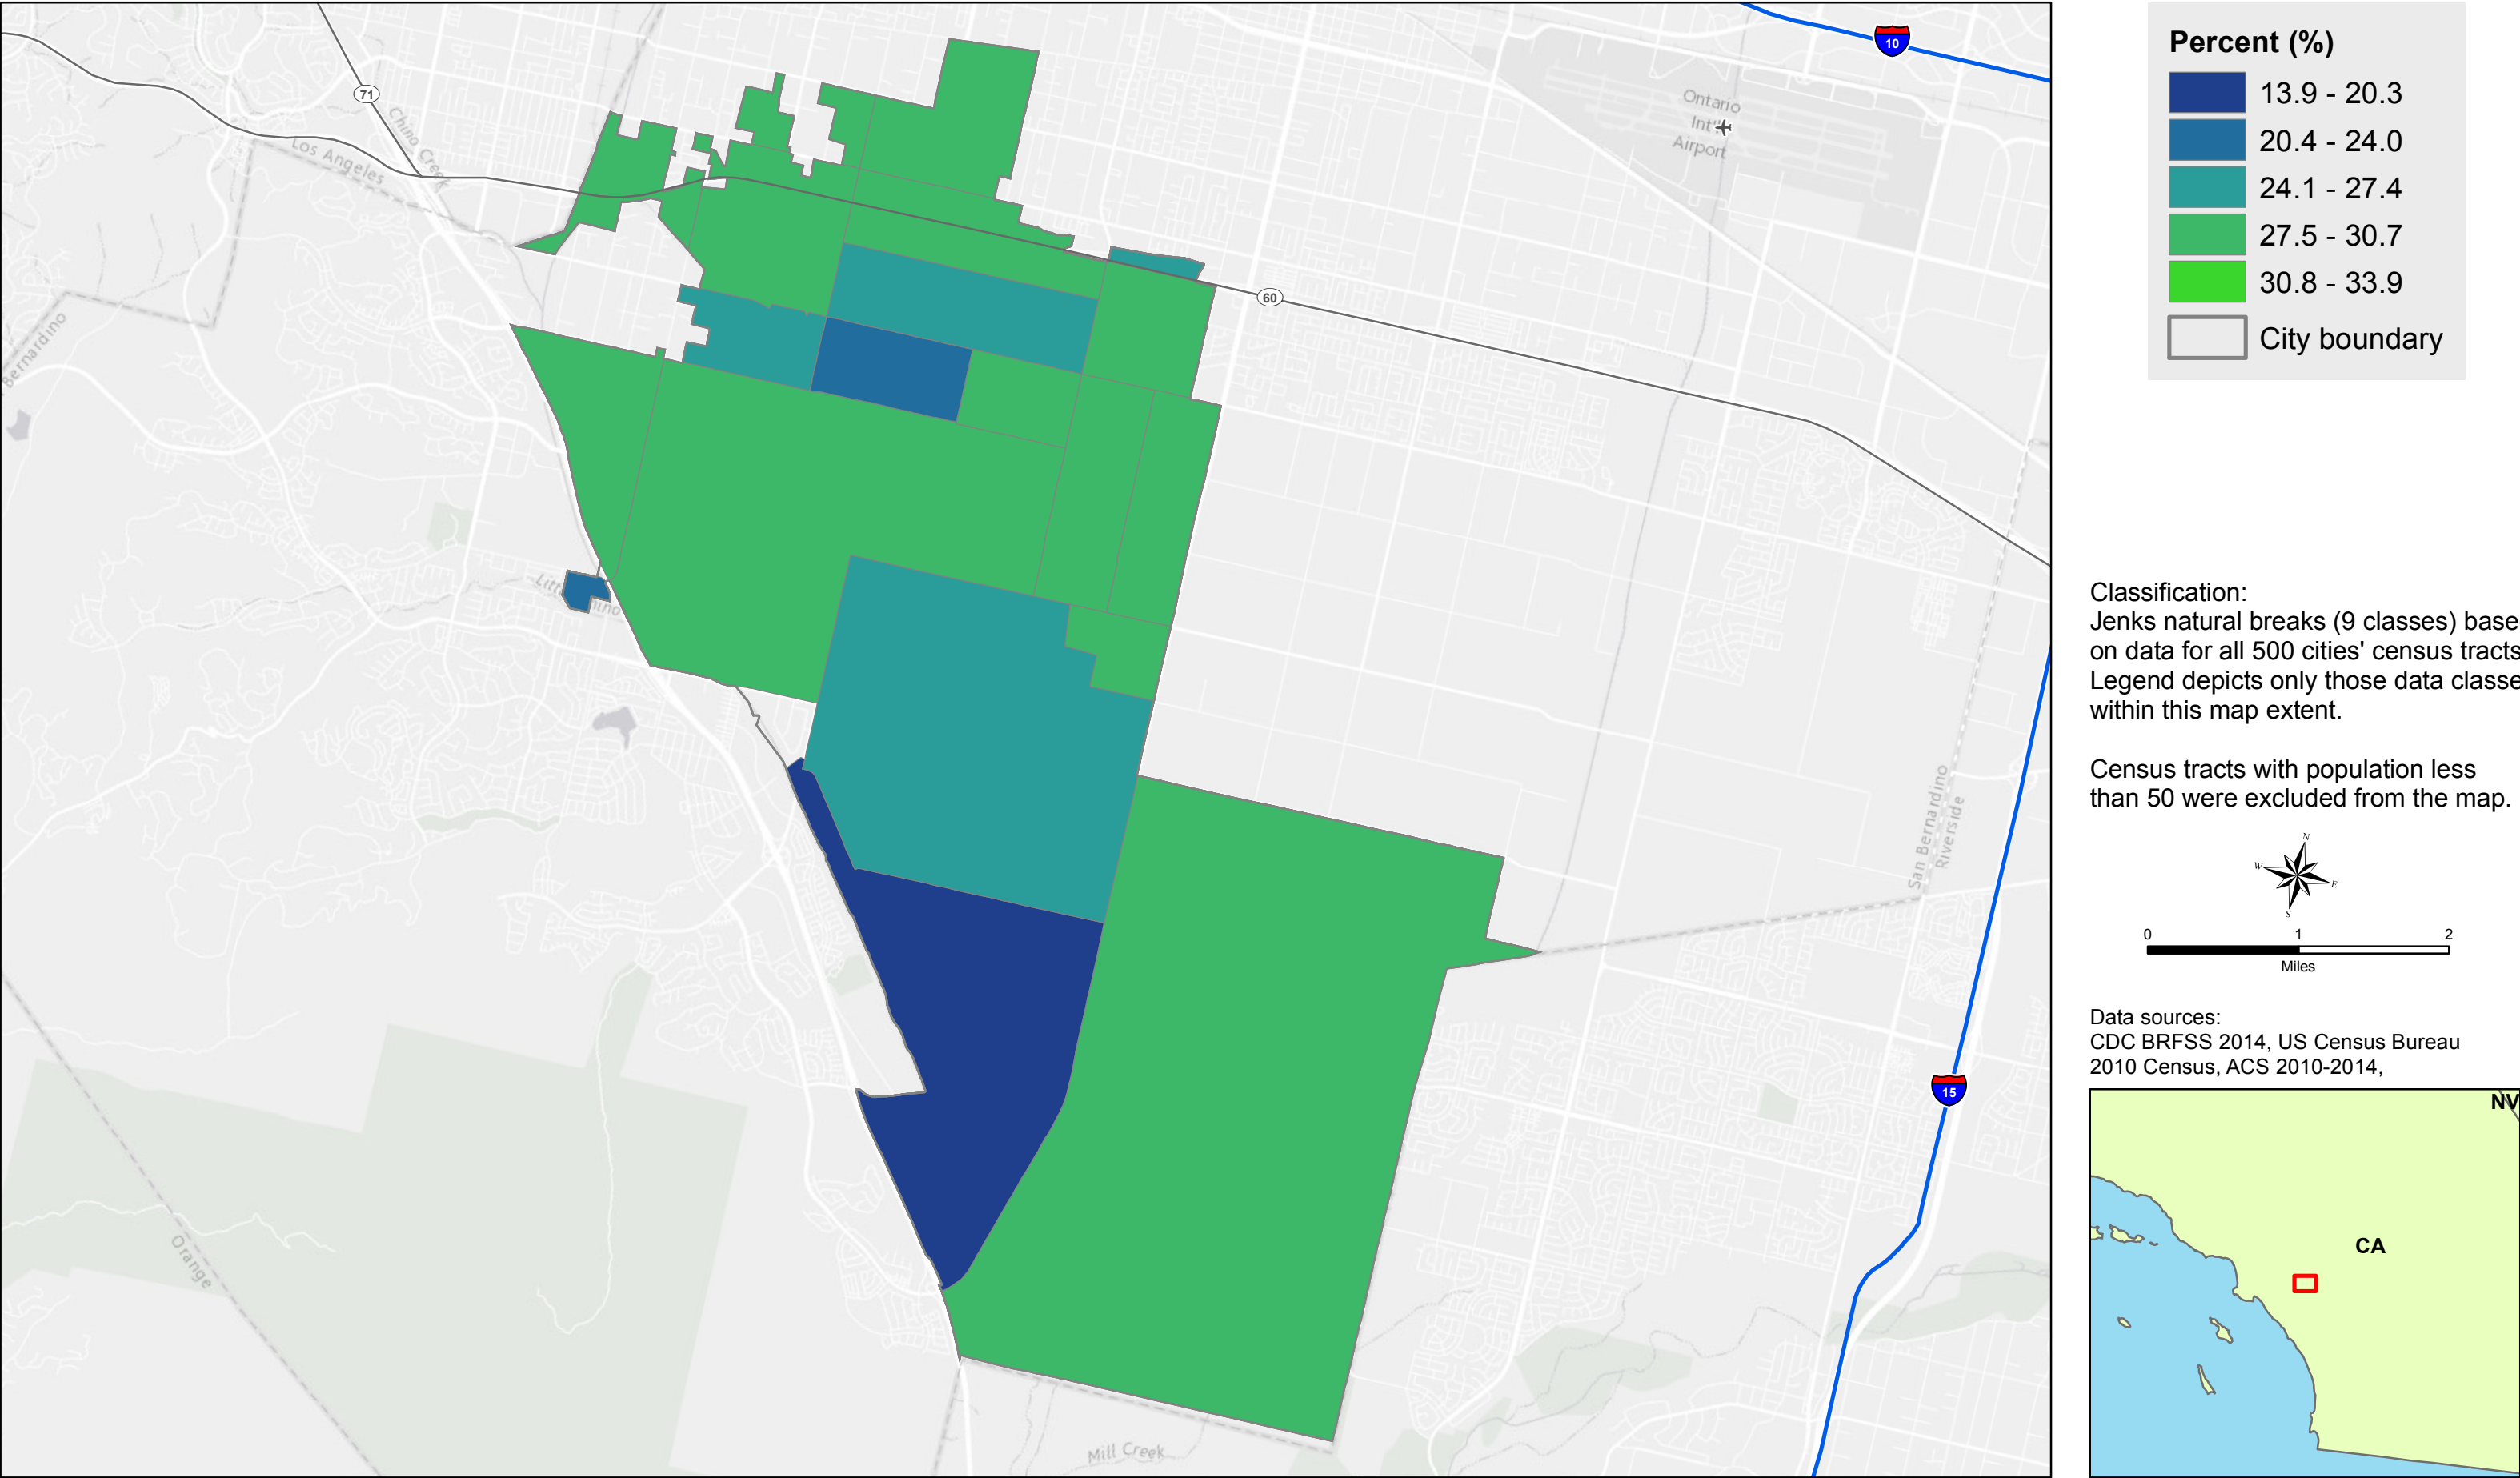 10
71
Chino Creek
Los Angeles
Ontario
Int'l
Airport
60
Bernardino
San Bernardino
Riverside
15
Orange
Mill Creek
Percent (%)
13.9 - 20.3
20.4 - 24.0
24.1 - 27.4
27.5 - 30.7
30.8 - 33.9
City boundary
Classification:
Jenks natural breaks (9 classes) base
on data for all 500 cities' census tracts
Legend depicts only those data classe
within this map extent.
Census tracts with population less
than 50 were excluded from the map.
N
W
E
S
0 1 2
Miles
Data sources:
CDC BRFSS 2014, US Census Bureau
2010 Census, ACS 2010-2014,
NV
CA